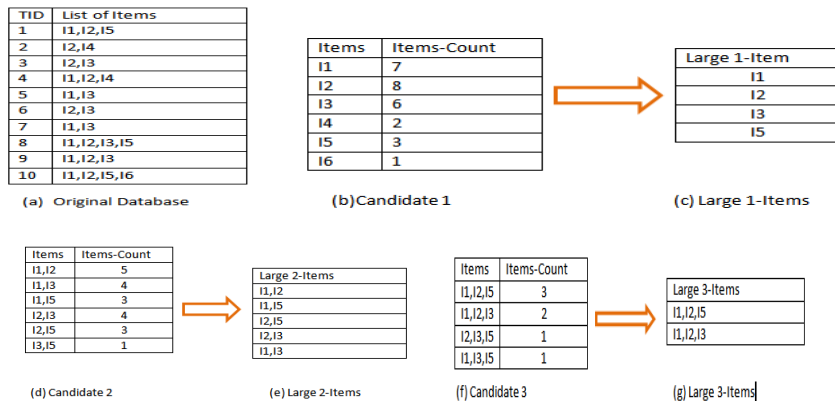 TID List of Items
1 I1,I2,I5
2 I2,I4
3 I2,I3
4 I1,I2,I4
5 I1,I3
6 I2,I3
7 I1,I3
8 I1,I2,I3,I5
9 I1,I2,I3
10 I1,I2,I5,I6
(a) Original Database
Items Items-Count
I1 7
I2 8
I3 6
I4 2
I5 3
I6 1
(b)Candidate 1
Large 1-Item
I1
I2
I3
I5
(c) Large 1-Items
Items Items-Count
I1,I2 5
I1,I3 4
I1,I5 3
I2,I3 4
I2,I5 3
I3,I5 1
(d) Candidate 2
Large 2-Items
I1,I2
I1,I5
I2,I5
I2,I3
I1,I3
(e) Large 2-Items
Items Items-Count
I1,I2,I5 3
I1,I2,I3 2
I2,I3,I5 1
I1,I3,I5 1
(f) Candidate 3
Large 3-Items
I1,I2,I5
I1,I2,I3
(g) Large 3-Items